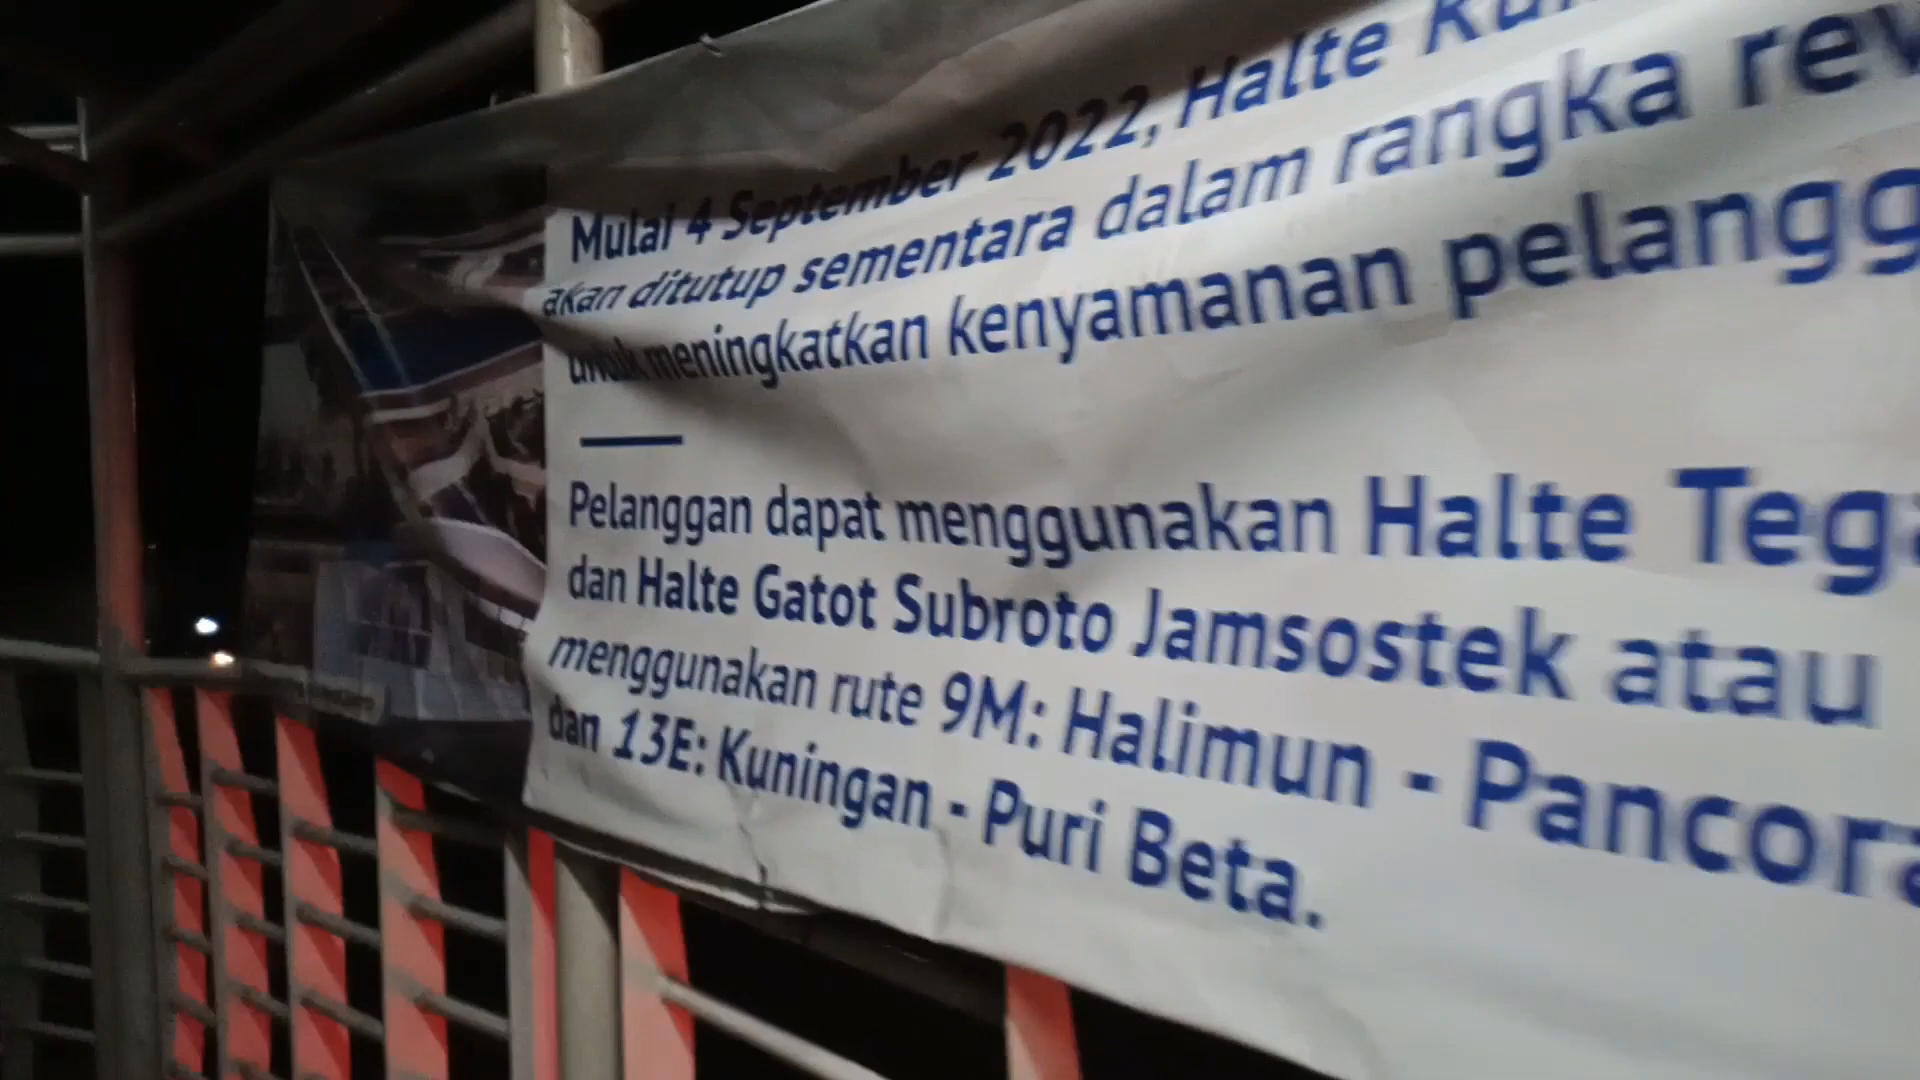 Mulai 4 September 2022, Halte
akan ditutup sementara dalam rangka
untuk meningkatkan kenyamanan
Pelanggan dapat menggunakan Halte
dan Halte Gatot Subroto Jamsostek atau
menggunakan rute 9M: Halimun -
dan 13E: Kuningan - Puri Beta.